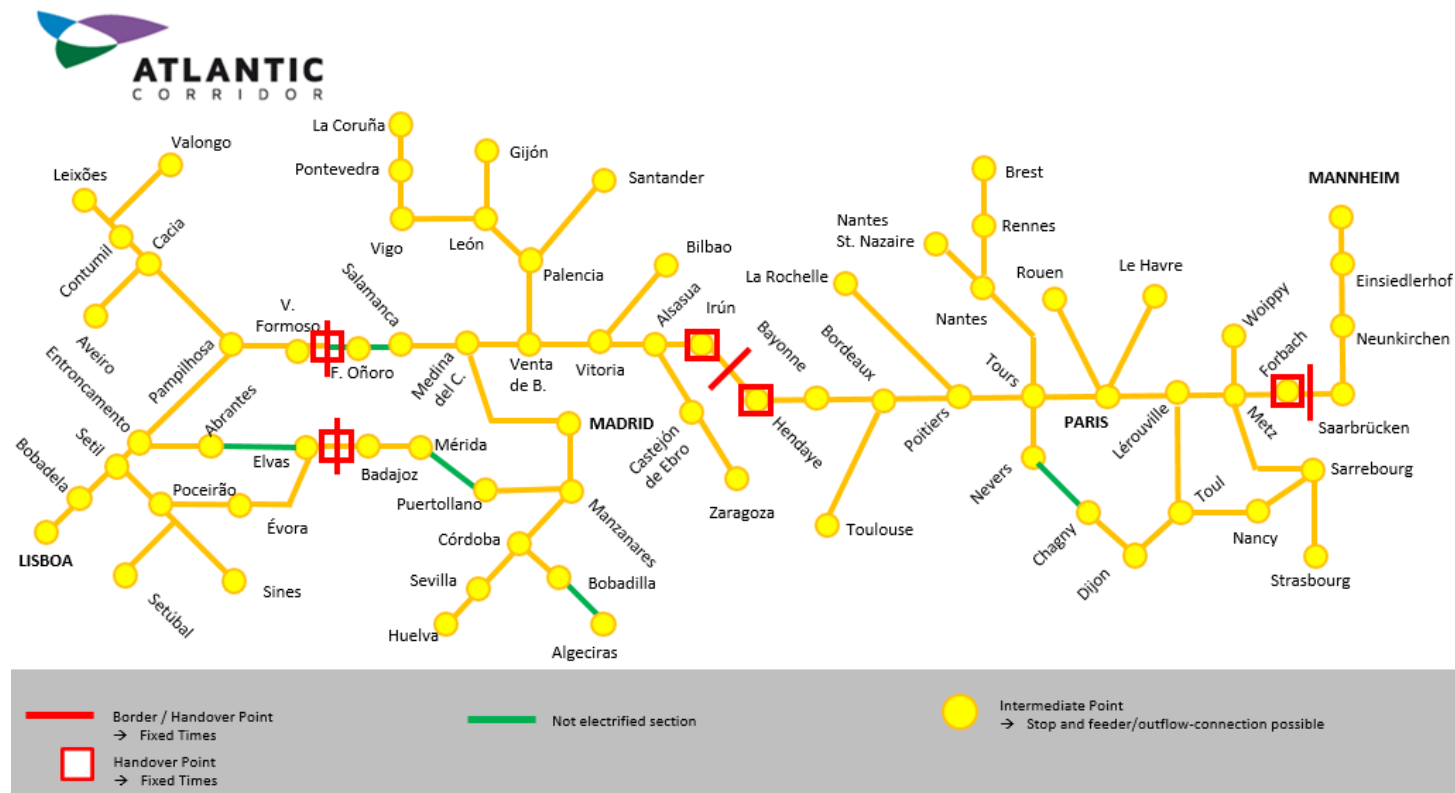 ATLANTIC
CORRIDOR
La Coruña
Valongo
Gijón
Pontevedra
Leixões
Santander
Brest
MANNHEIM
Nantes
St. Nazaire
Rennes
Cacia
Contumil
Vigo
León
Bilbao
Palencia
Salamanca
La Rochelle
Rouen
Le Havre
Einsiedlerhof
V.
Formoso
Aveiro
Alsasua
Irún
Bayonne
Bordeaux
Nantes
Woippy
Neunkirchen
Pampilhosa
F. Oñoro
Medina
del C.
Venta
de B.
Vitoria
Tours
Forbach
Entroncamento
Abrantes
MADRID
Hendaye
Poitiers
PARIS
Lérouville
Metz
Saarbrücken
Setil
Elvas
Badajoz
Mérida
Castejón
de Ebro
Bobadela
Poceirão
Puertollano
Nevers
Toul
Sarrebourg
Évora
Zaragoza
Manzanares
Toulouse
Chagny
Nancy
LISBOA
Córdoba
Dijon
Strasbourg
Setúbal
Sines
Sevilla
Bobadilla
Huelva
Algeciras
Border / Handover Point
→ Fixed Times
Not electrified section
Intermediate Point
→ Stop and feeder/outflow-connection possible
Handover Point
→ Fixed Times